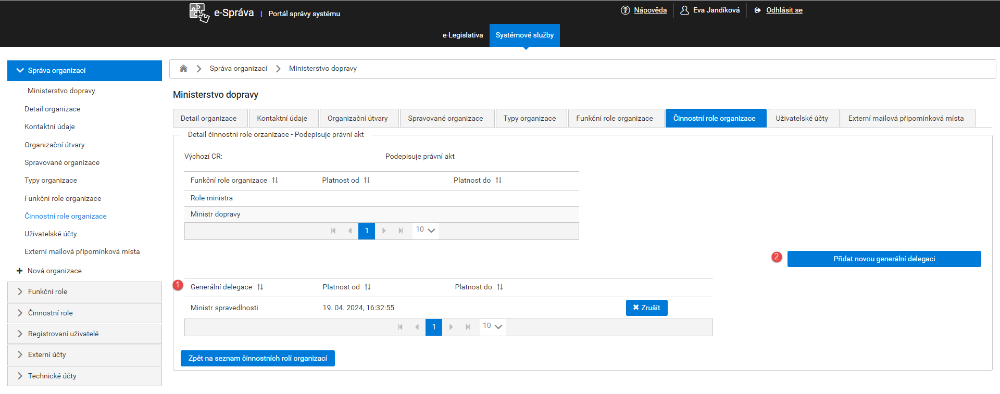 e-Správa | Portál správy systému
Nápověda
Eva Jandíková
Odhlásit se
e-Legislativa
Systémové služby
Správa organizací
Ministerstvo dopravy
Detail organizace
Kontaktní údaje
Organizační útvary
Spravované organizace
Typy organizace
Funkční role organizace
Činnostní role organizace
Uživatelské účty
Externí mailová připomínková místa
Nová organizace
Funkční role
Činnostní role
Registrovaní uživatelé
Externí účty
Technické účty
Správa organizací Ministerstvo dopravy
Ministerstvo dopravy
Detail organizace Kontaktní údaje Organizační útvary Spravované organizace Typy organizace Funkční role organizace Činnostní role organizace Uživatelské účty Externí mailová připomínková místa
Detail činnostní role orzanizace - Podepisuje právní akt
Výchozí CR: Podepisuje právní akt
Funkční role organizace Platnost od Platnost do
Role ministra
Ministr dopravy
1 10
2 Přidat novou generální delegaci
1 Generální delegace Platnost od Platnost do
Ministr spravedlnosti 19. 04. 2024, 16:32:55 Zrušit
1 10
Zpět na seznam činnostních rolí organizací